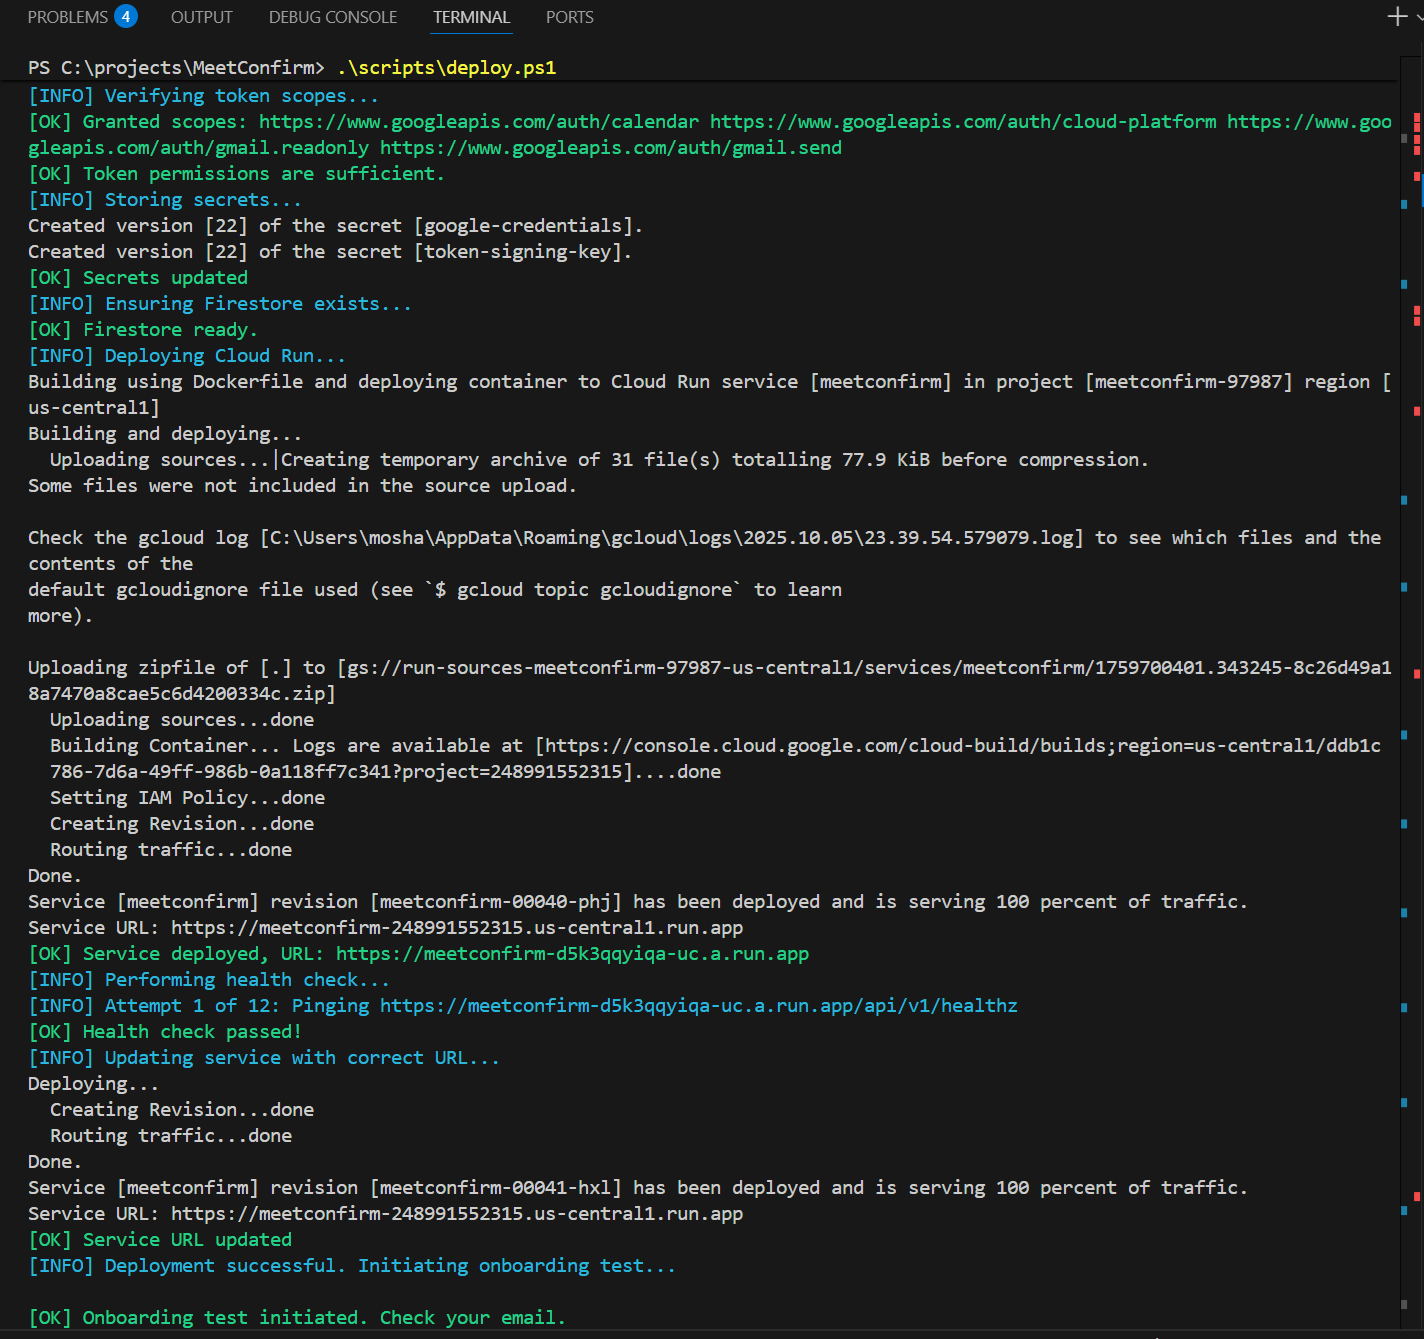 PROBLEMS 4 OUTPUT DEBUG CONSOLE TERMINAL PORTS
PS C:\projects\MeetConfirm> .\scripts\deploy.ps1
[INFO] Verifying token scopes...
[OK] Granted scopes: https://www.googleapis.com/auth/calendar https://www.googleapis.com/auth/cloud-platform https://www.goo
gleapis.com/auth/gmail.readonly https://www.googleapis.com/auth/gmail.send
[OK] Token permissions are sufficient.
[INFO] Storing secrets...
Created version [22] of the secret [google-credentials].
Created version [22] of the secret [token-signing-key].
[OK] Secrets updated
[INFO] Ensuring Firestore exists...
[OK] Firestore ready.
[INFO] Deploying Cloud Run...
Building using Dockerfile and deploying container to Cloud Run service [meetconfirm] in project [meetconfirm-97987] region [
us-central1]
Building and deploying...
Uploading sources...|Creating temporary archive of 31 file(s) totalling 77.9 KiB before compression.
Some files were not included in the source upload.
Check the gcloud log [C:\Users\mosha\AppData\Roaming\gcloud\logs\2025.10.05\23.39.54.579079.log] to see which files and the
contents of the
default gcloudignore file used (see `$ gcloud topic gcloudignore` to learn
more).
Uploading zipfile of [.] to [gs://run-sources-meetconfirm-97987-us-central1/services/meetconfirm/1759700401.343245-8c26d49a1
8a7470a8cae5c6d4200334c.zip]
Uploading sources...done
Building Container... Logs are available at [https://console.cloud.google.com/cloud-build/builds;region=us-central1/ddb1c
786-7d6a-49ff-986b-0a118ff7c341?project=248991552315]....done
Setting IAM Policy...done
Creating Revision...done
Routing traffic...done
Done.
Service [meetconfirm] revision [meetconfirm-00040-phj] has been deployed and is serving 100 percent of traffic.
Service URL: https://meetconfirm-248991552315.us-central1.run.app
[OK] Service deployed, URL: https://meetconfirm-d5k3qqyiqa-uc.a.run.app
[INFO] Performing health check...
[INFO] Attempt 1 of 12: Pinging https://meetconfirm-d5k3qqyiqa-uc.a.run.app/api/v1/healthz
[OK] Health check passed!
[INFO] Updating service with correct URL...
Deploying...
Creating Revision...done
Routing traffic...done
Done.
Service [meetconfirm] revision [meetconfirm-00041-hxl] has been deployed and is serving 100 percent of traffic.
Service URL: https://meetconfirm-248991552315.us-central1.run.app
[OK] Service URL updated
[INFO] Deployment successful. Initiating onboarding test...
[OK] Onboarding test initiated. Check your email.